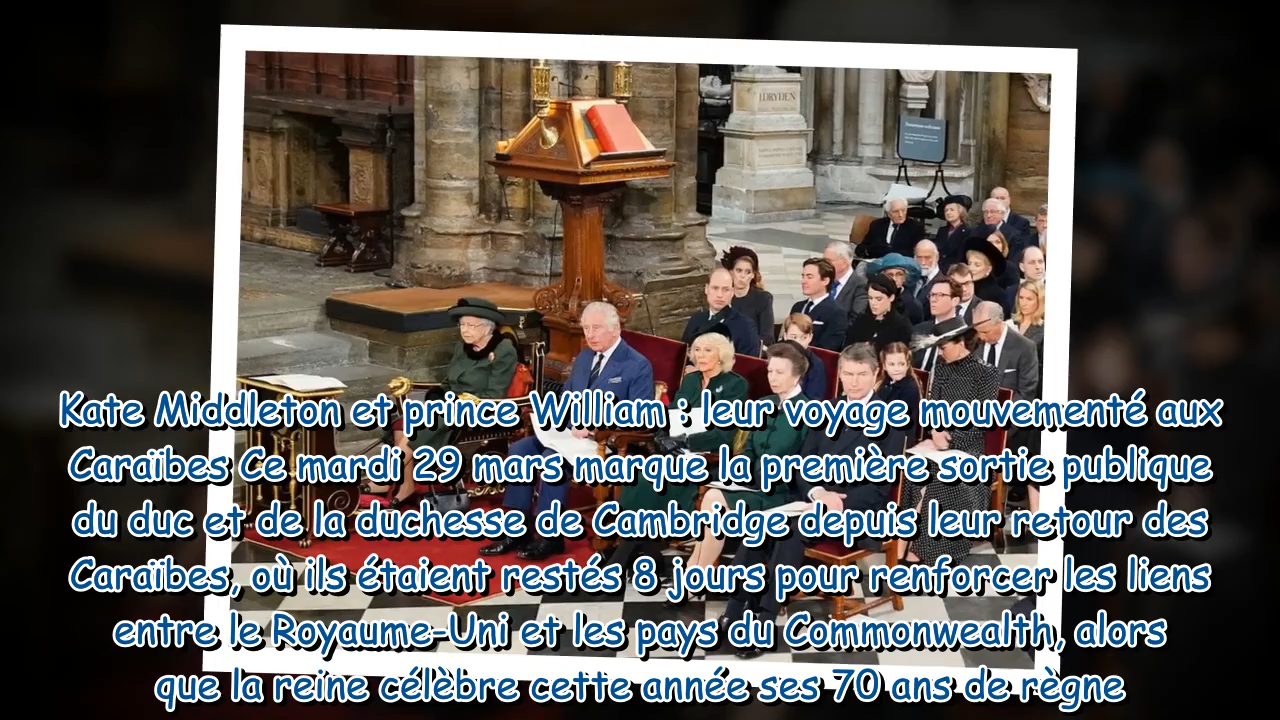 I.DRYDEN
Kate Middleton et prince William : leur voyage mouvementé aux
Caraïbes Ce mardi 29 mars marque la première sortie publique
du duc et de la duchesse de Cambridge depuis leur retour des
Caraïbes, où ils étaient restés 8 jours pour renforcer les liens
entre le Royaume-Uni et les pays du Commonwealth, alors
que la reine célèbre cette année ses 70 ans de règne